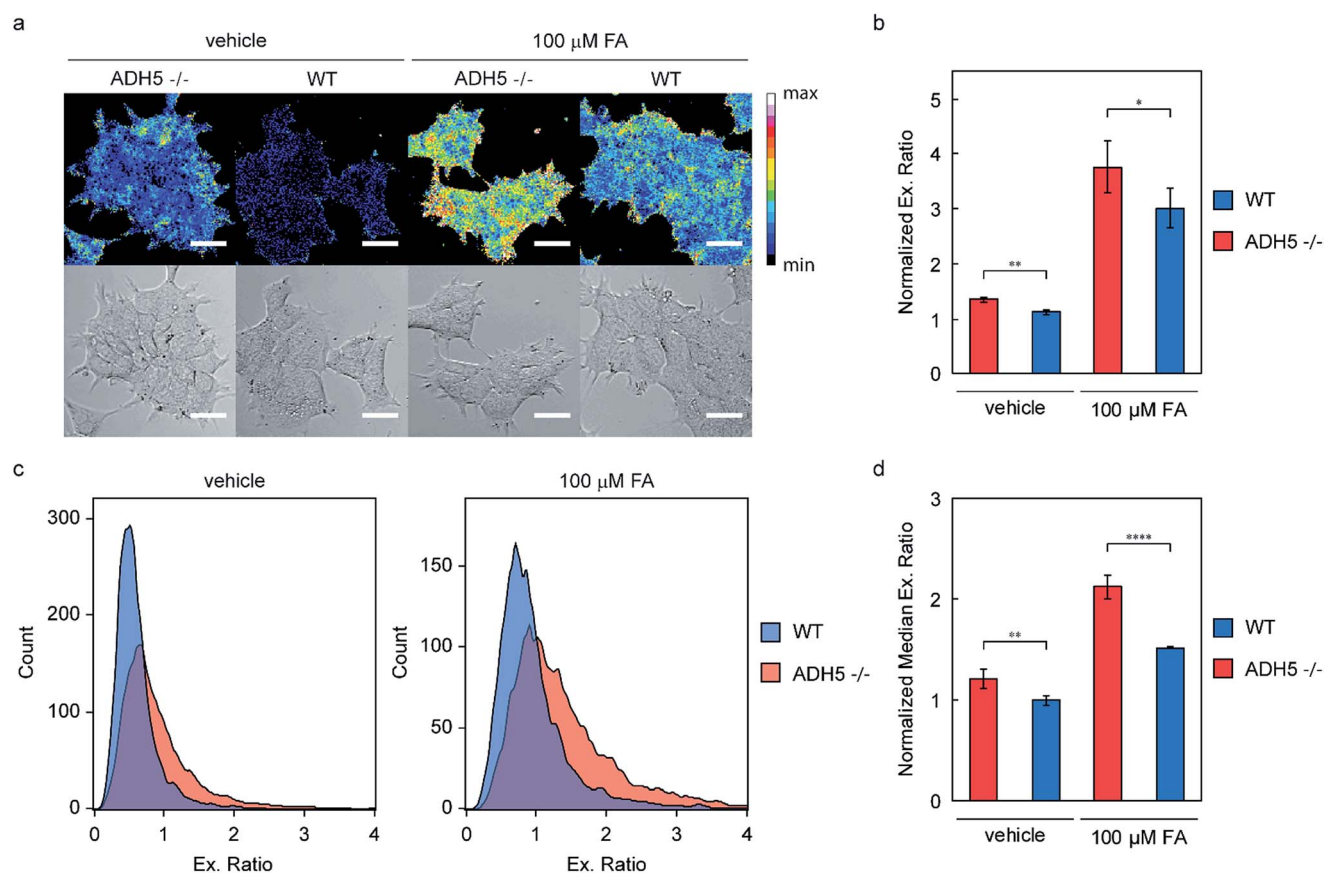 a
vehicle
100 μM FA
ADH5 -/-
WT
ADH5 -/-
WT
max
min
b
Normalized Ex. Ratio
5
4
3
2
1
0
*
**
vehicle
100 μM FA
WT
ADH5 -/-
c
vehicle
Count
300
200
100
0
0 1 2 3 4
Ex. Ratio
100 μM FA
Count
150
100
50
0
0 1 2 3 4
Ex. Ratio
WT
ADH5 -/-
d
Normalized Median Ex. Ratio
3
2
1
0
**
****
vehicle
100 μM FA
WT
ADH5 -/-